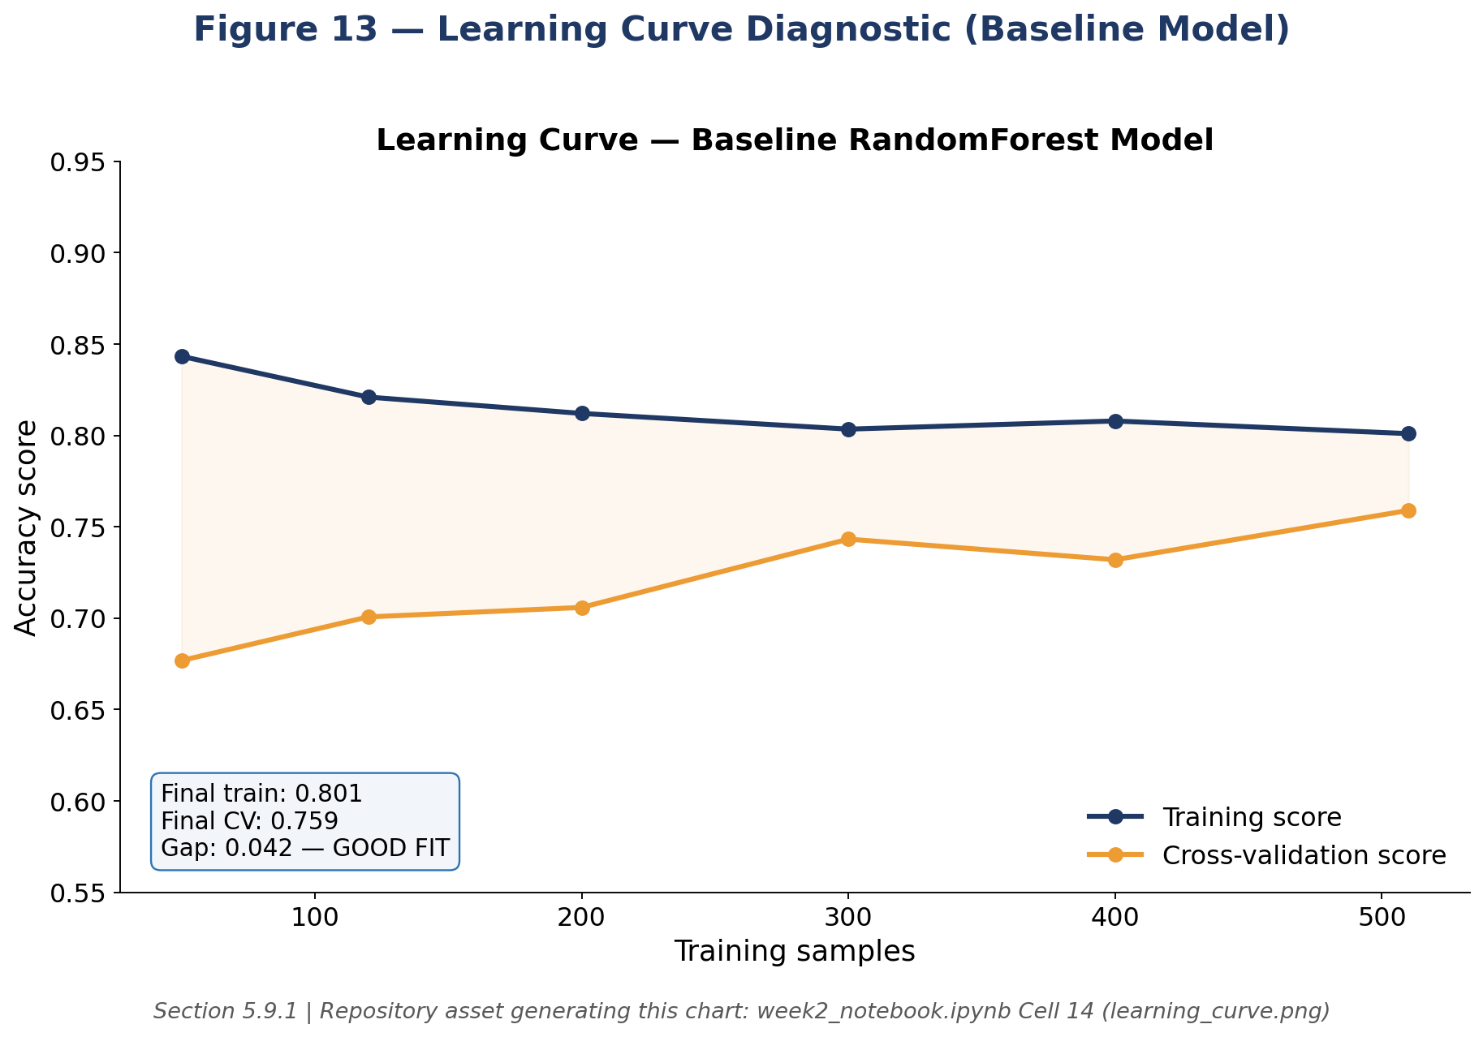 Figure 13 — Learning Curve Diagnostic (Baseline Model)
Learning Curve — Baseline RandomForest Model
0.95
0.90
0.85
0.80
0.75
0.70
0.65
0.60
0.55
Accuracy score
Final train: 0.801
Final CV: 0.759
Gap: 0.042 — GOOD FIT
Training score
Cross-validation score
100 200 300 400 500
Training samples
Section 5.9.1 | Repository asset generating this chart: week2_notebook.ipynb Cell 14 (learning_curve.png)